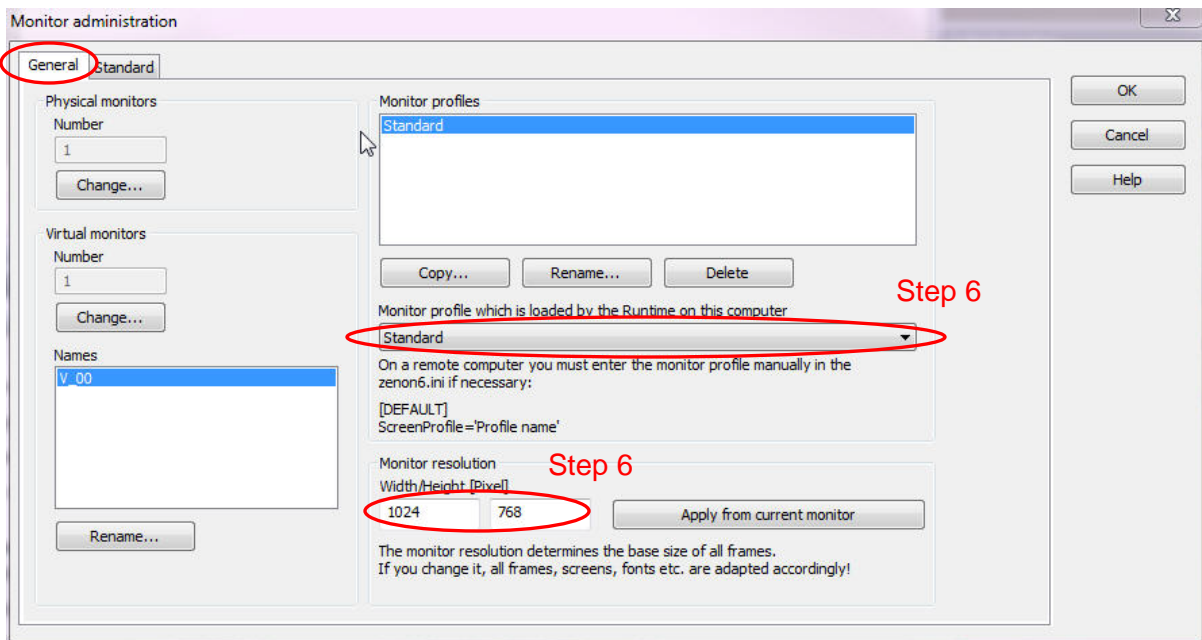 Monitor administration
General
Standard
Physical monitors
Number
1
Change...
Virtual monitors
Number
1
Change...
Names
V_00
Rename...
Monitor profiles
Standard
Copy...
Rename...
Delete
Step 6
Monitor profile which is loaded by the Runtime on this computer
Standard
On a remote computer you must enter the monitor profile manually in the
zenon6.ini if necessary:
[DEFAULT]
ScreenProfile='Profile name'
Monitor resolution
Step 6
Width/Height [Pixel]
1024
768
Apply from current monitor
The monitor resolution determines the base size of all frames.
If you change it, all frames, screens, fonts etc. are adapted accordingly!
OK
Cancel
Help